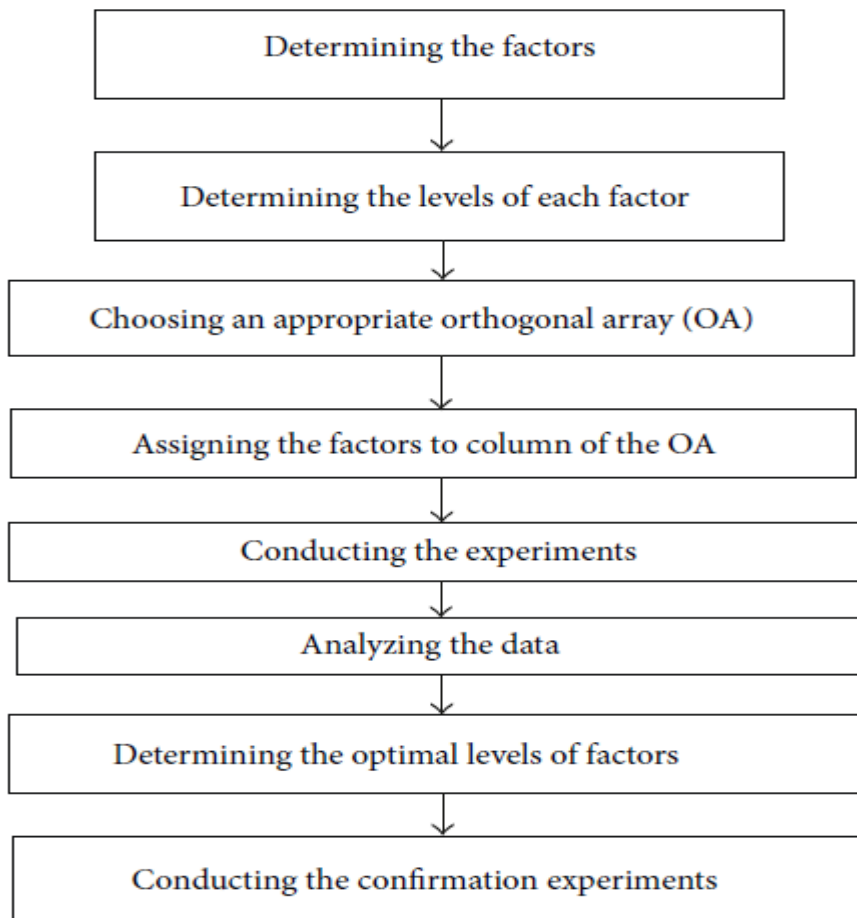 Determining the factors
Determining the levels of each factor
Choosing an appropriate orthogonal array (OA)
Assigning the factors to column of the OA
Conducting the experiments
Analyzing the data
Determining the optimal levels of factors
Conducting the confirmation experiments